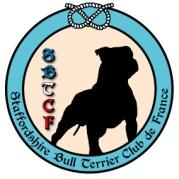 SBTCF
Staffordshire Bull Terrier Club de France